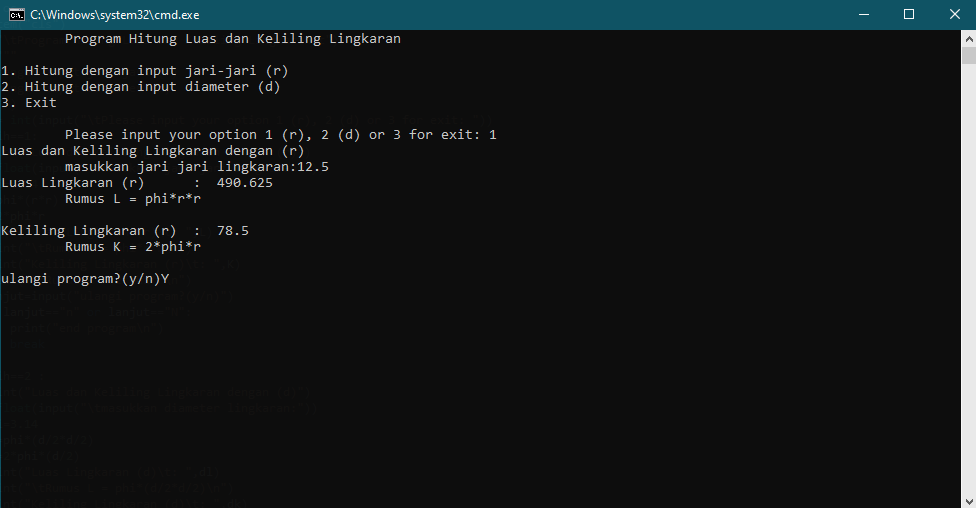 C:\Windows\system32\cmd.exe
Program Hitung Luas dan Keliling Lingkaran
1. Hitung dengan input jari-jari (r)
2. Hitung dengan input diameter (d)
3. Exit
Please input your option 1 (r), 2 (d) or 3 for exit: 1
Luas dan Keliling Lingkaran dengan (r)
masukkan jari jari lingkaran:12.5
Luas Lingkaran (r)      :  490.625
Rumus L = phi*r*r
Keliling Lingkaran (r)  :  78.5
Rumus K = 2*phi*r
ulangi program?(y/n)Y